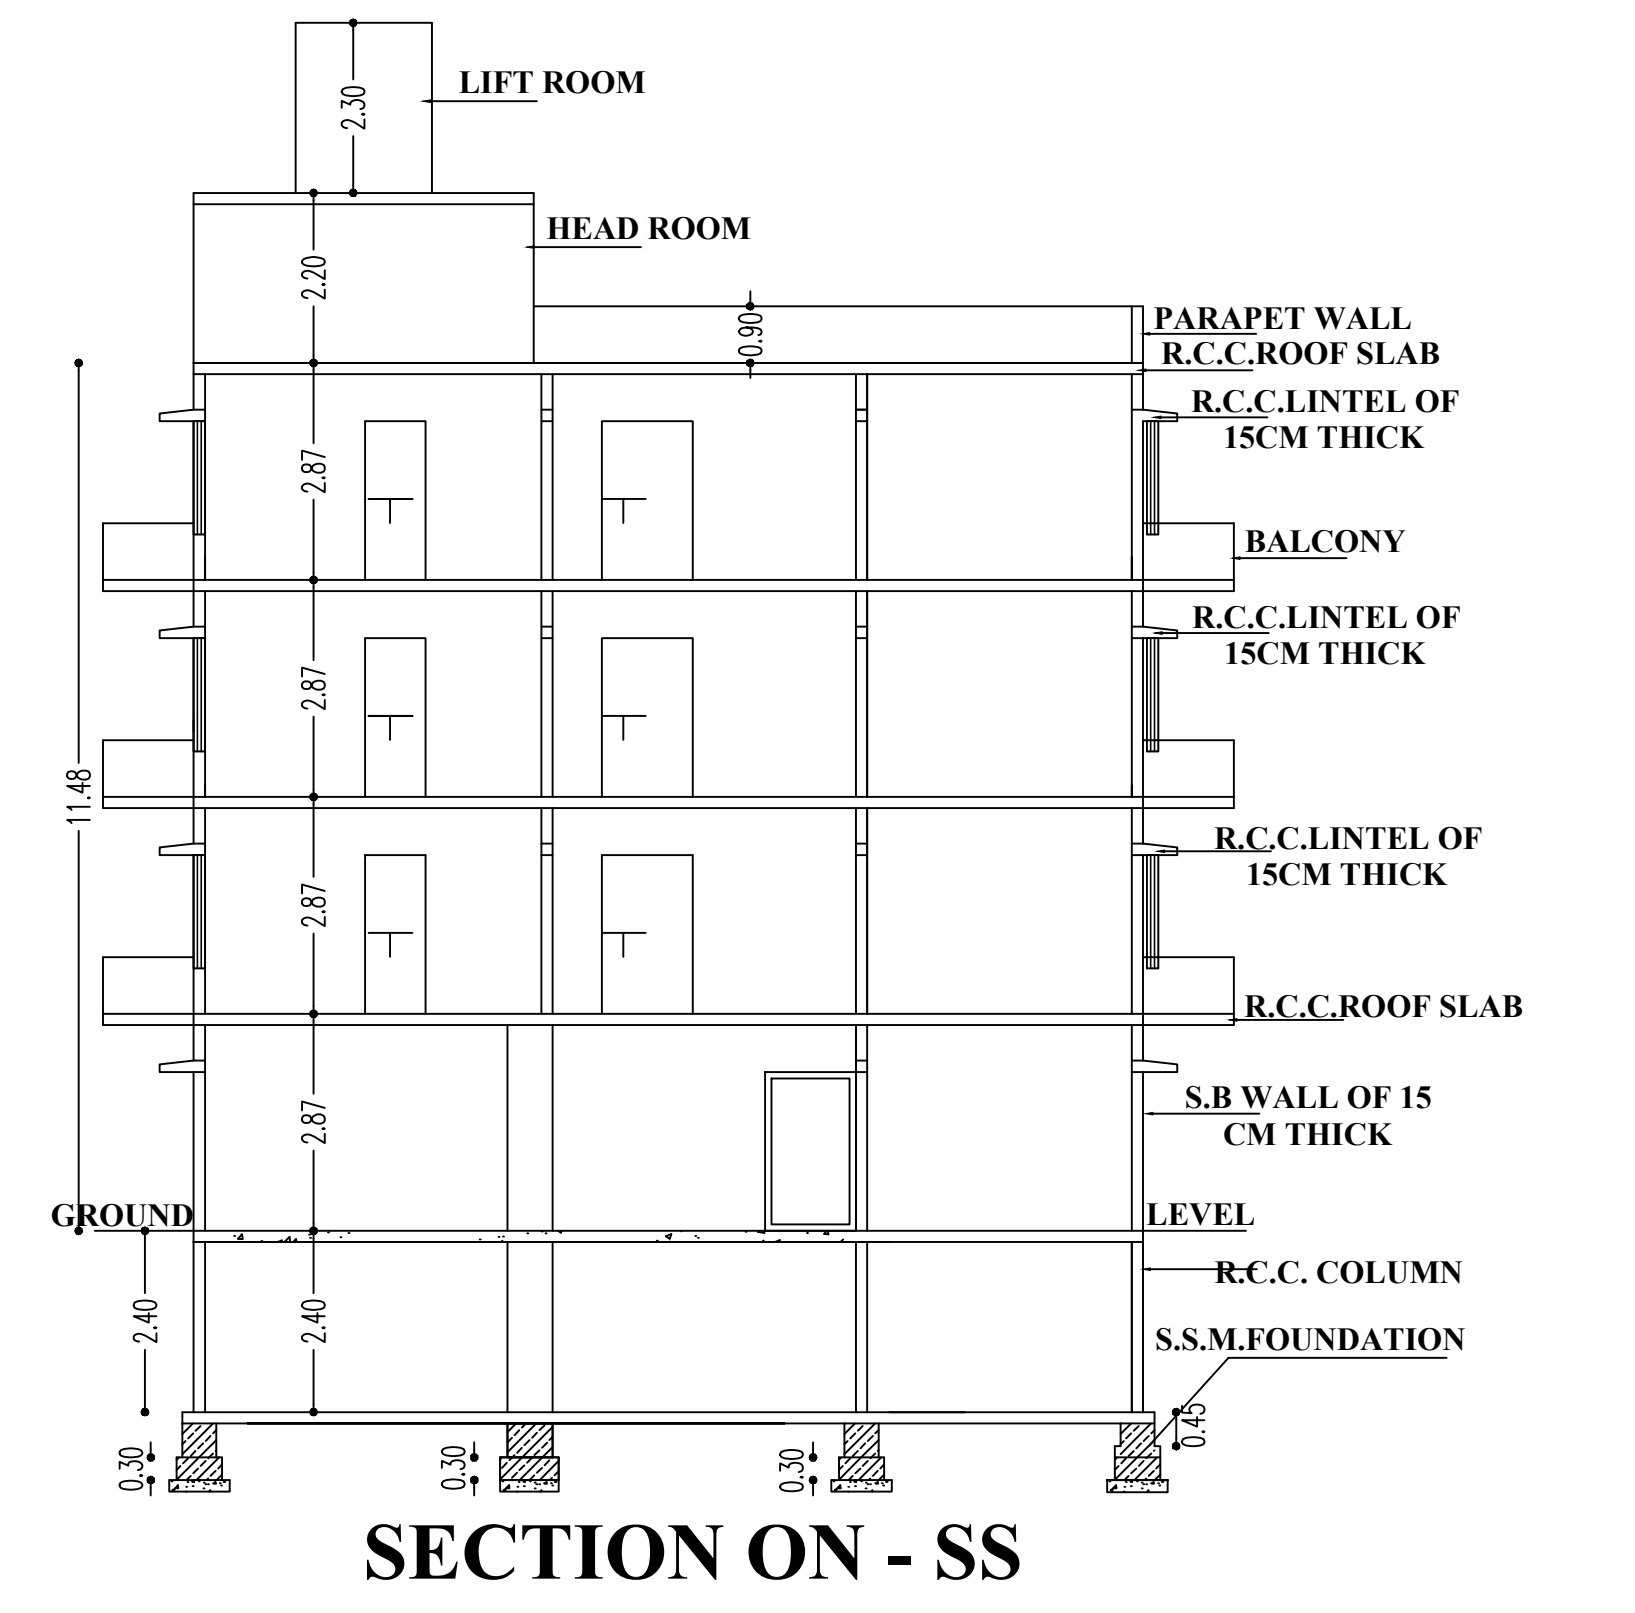 2.30
LIFT ROOM
2.20
HEAD ROOM
0.90
PARAPET WALL
R.C.C.ROOF SLAB
R.C.C.LINTEL OF
15CM THICK
2.87
BALCONY
R.C.C.LINTEL OF
15CM THICK
2.87
11.48
R.C.C.LINTEL OF
15CM THICK
2.87
R.C.C.ROOF SLAB
2.87
S.B WALL OF 15
CM THICK
GROUND LEVEL
R.C.C. COLUMN
2.40
2.40
S.S.M.FOUNDATION
0.45
0.30
0.30
0.30
SECTION ON - SS